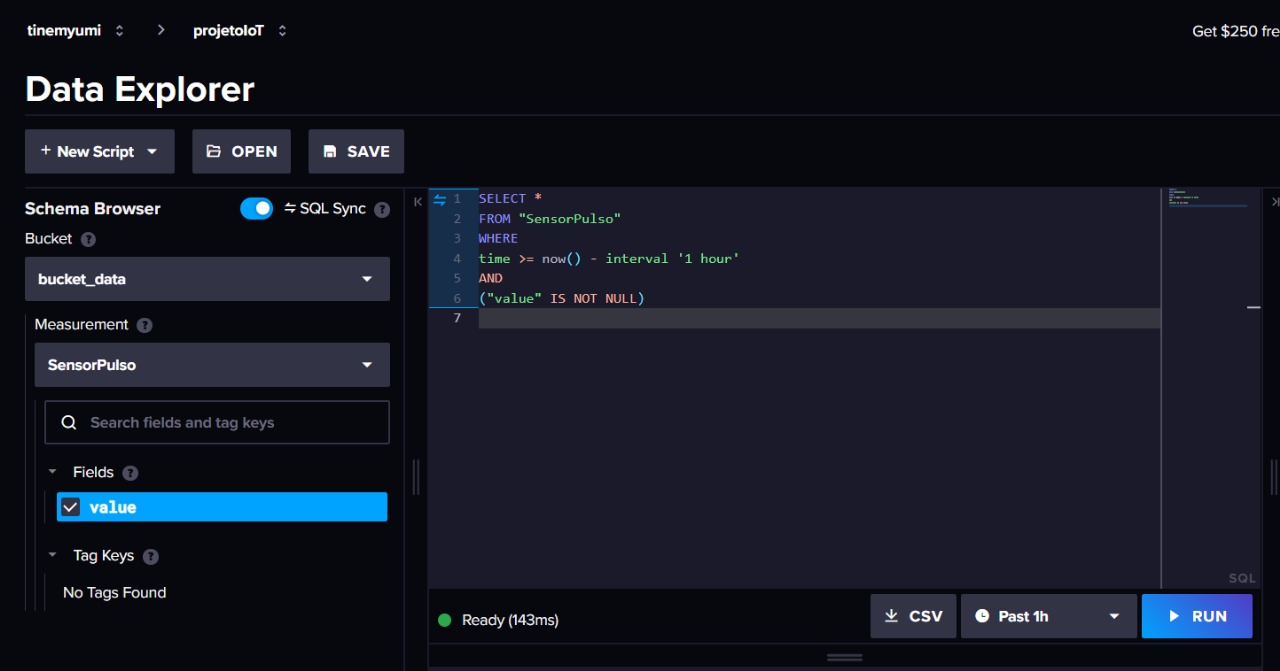 tinemyumi > projetoIoT
Get $250 fre
Data Explorer
+ New Script
OPEN
SAVE
Schema Browser
SQL Sync ?
Bucket ?
bucket_data
Measurement ?
SensorPulso
Search fields and tag keys
Fields ?
value
Tag Keys ?
No Tags Found
1 SELECT *
2 FROM "SensorPulso"
3 WHERE
4 time >= now() - interval '1 hour'
5 AND
6 ("value" IS NOT NULL)
7
SQL
Ready (143ms)
CSV
Past 1h
RUN